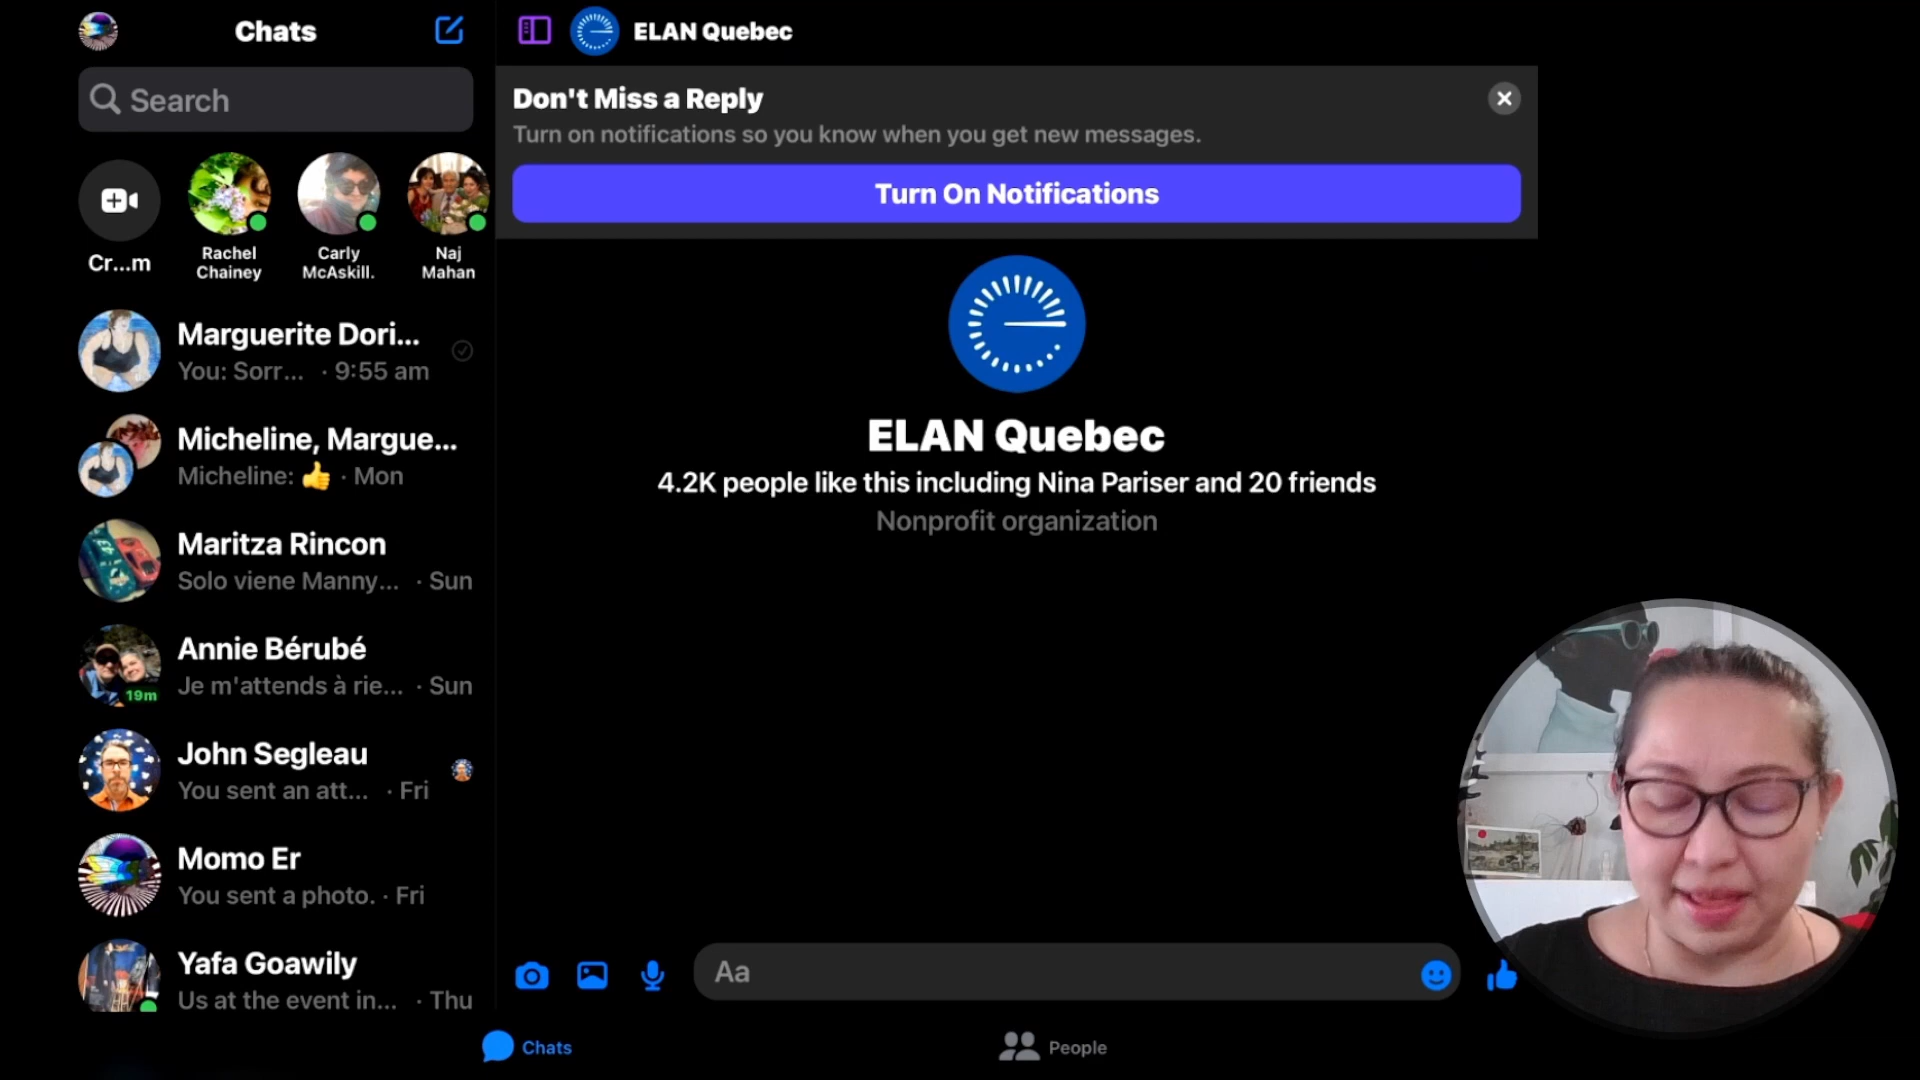 Chats
Search
Cr...m
Rachel
Chainey
Carly
McAskill.
Naj
Mahan
Marguerite Dori...
You: Sorr... · 9:55 am
Micheline, Margue...
Micheline: 👍 · Mon
Maritza Rincon
Solo viene Manny... · Sun
Annie Bérubé
Je m'attends à rie... · Sun
19m
John Segleau
You sent an att... · Fri
Momo Er
You sent a photo. · Fri
Yafa Goawily
Us at the event in... · Thu
ELAN Quebec
Don't Miss a Reply
Turn on notifications so you know when you get new messages.
Turn On Notifications
ELAN Quebec
4.2K people like this including Nina Pariser and 20 friends
Nonprofit organization
Aa
Chats
People